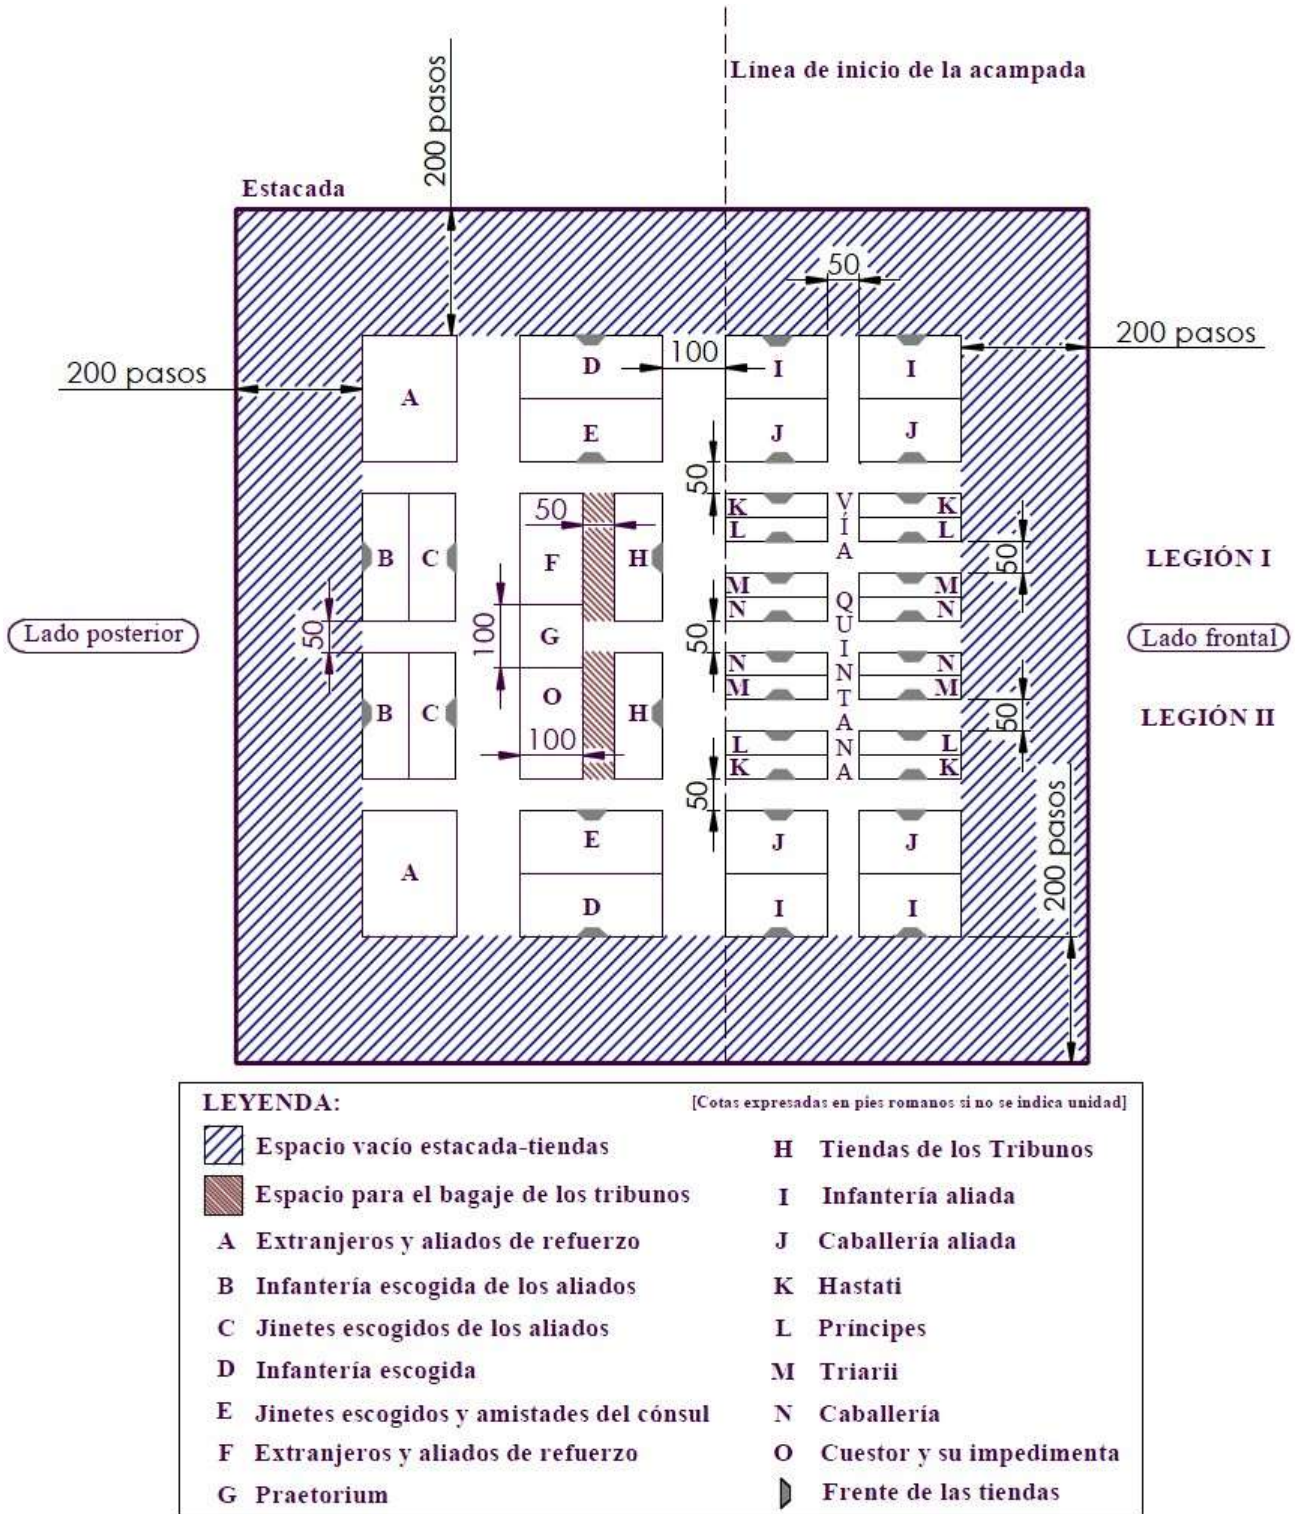 Línea de inicio de la acampada
200 pasos
Estacada
50
200 pasos
200 pasos
100
A
D
I
I
E
J
J
50
50
K
L
K
L
B
C
F
H
50
LEGIÓN I
M
N
M
N
VÍA QUINTANA
Lado posterior
50
100
G
50
Lado frontal
N
M
N
M
B
C
O
H
50
LEGIÓN II
100
L
K
L
K
50
200 pasos
A
E
J
J
D
I
I
LEYENDA:
[Cotas expresadas en pies romanos si no se indica unidad]
Espacio vacío estacada-tiendas
Espacio para el bagaje de los tribunos
A Extranjeros y aliados de refuerzo
B Infantería escogida de los aliados
C Jinetes escogidos de los aliados
D Infantería escogida
E Jinetes escogidos y amistades del cónsul
F Extranjeros y aliados de refuerzo
G Praetorium
H Tiendas de los Tribunos
I Infantería aliada
J Caballería aliada
K Hastati
L Príncipes
M Triarii
N Caballería
O Cuestor y su impedimenta
Frente de las tiendas